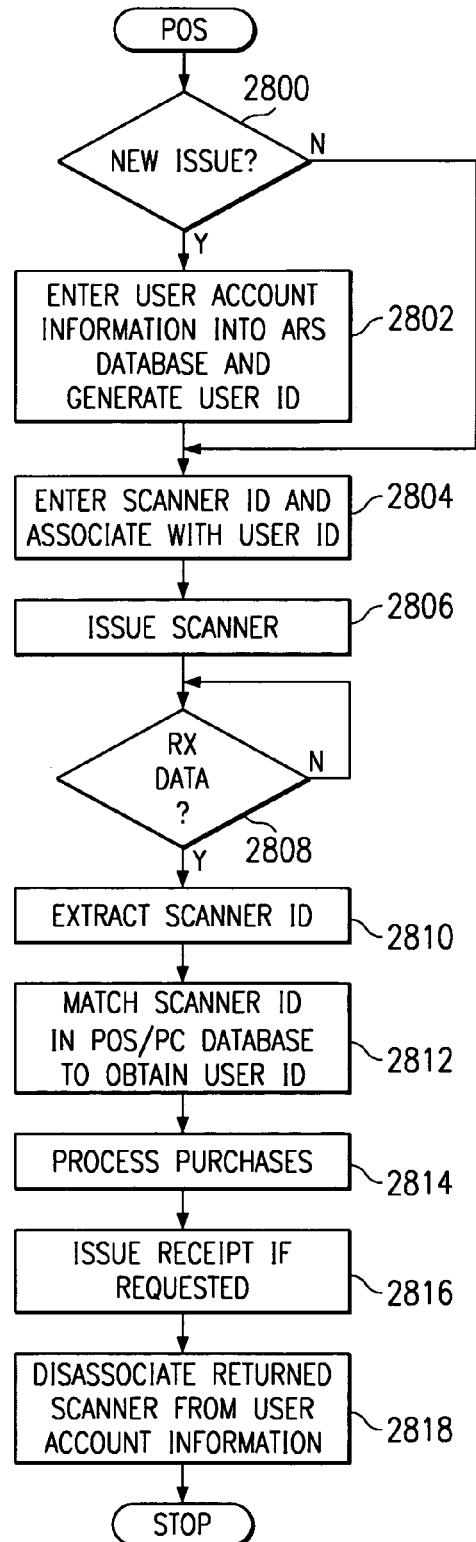 POS
2800
NEW ISSUE?
N
Y
ENTER USER ACCOUNT
INFORMATION INTO ARS
DATABASE AND
GENERATE USER ID
2802
ENTER SCANNER ID AND
ASSOCIATE WITH USER ID
2804
ISSUE SCANNER
2806
RX
DATA
?
N
2808
Y
EXTRACT SCANNER ID
2810
MATCH SCANNER ID
IN POS/PC DATABASE
TO OBTAIN USER ID
2812
PROCESS PURCHASES
2814
ISSUE RECEIPT IF
REQUESTED
2816
DISASSOCIATE RETURNED
SCANNER FROM USER
ACCOUNT INFORMATION
2818
STOP